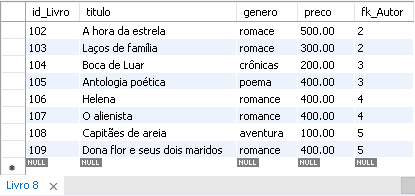 id_Livro titulo genero preco fk_Autor
102 A hora da estrela romace 500.00 2
103 Laços de família romance 300.00 2
104 Boca de Luar crônicas 200.00 3
105 Antologia poética poema 400.00 3
106 Helena romance 400.00 4
107 O alienista romance 400.00 4
108 Capitães de areia aventura 100.00 5
109 Dona flor e seus dois maridos romance 400.00 5
NULL NULL NULL NULL NULL
Livro 8